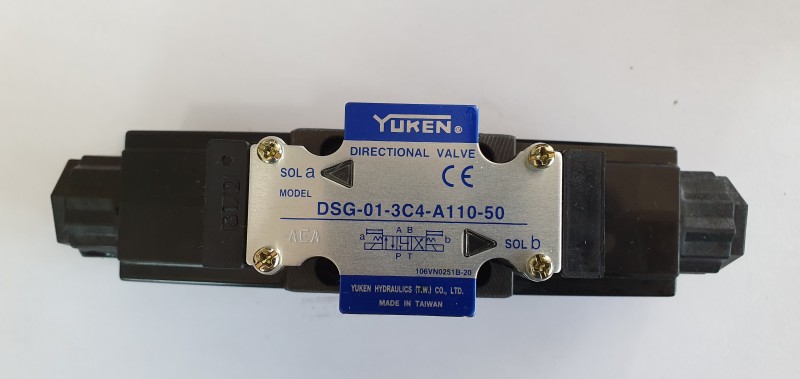 YUKEN®
DIRECTIONAL VALVE
SOL a
CE
MODEL
DSG-01-3C4-A110-50
ACA
A B
a b
P T
SOL b
106VN0251B-20
YUKEN HYDRAULICS (T.W.) CO., LTD.
MADE IN TAIWAN